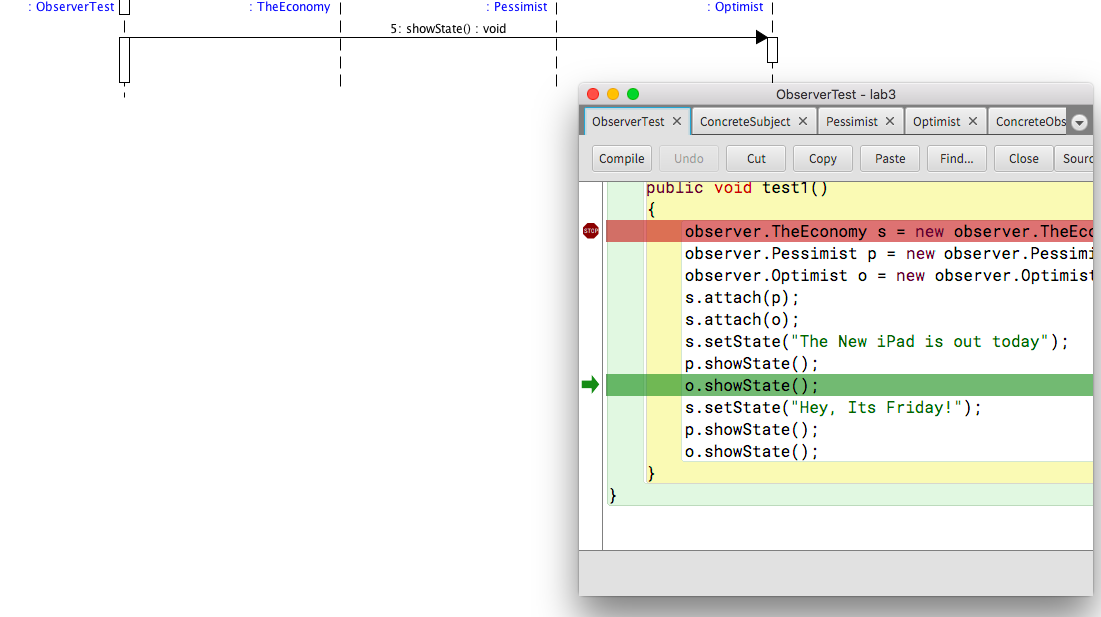 : ObserverTest : TheEconomy : Pessimist : Optimist
5: showState() : void
ObserverTest - lab3
ObserverTest ConcreteSubject Pessimist Optimist ConcreteObs
Compile Undo Cut Copy Paste Find... Close Sourc
public void test1()
{
STOP observer.TheEconomy s = new observer.TheEco
observer.Pessimist p = new observer.Pessimi
observer.Optimist o = new observer.Optimist
s.attach(p);
s.attach(o);
s.setState("The New iPad is out today");
p.showState();
o.showState();
s.setState("Hey, Its Friday!");
p.showState();
o.showState();
}
}